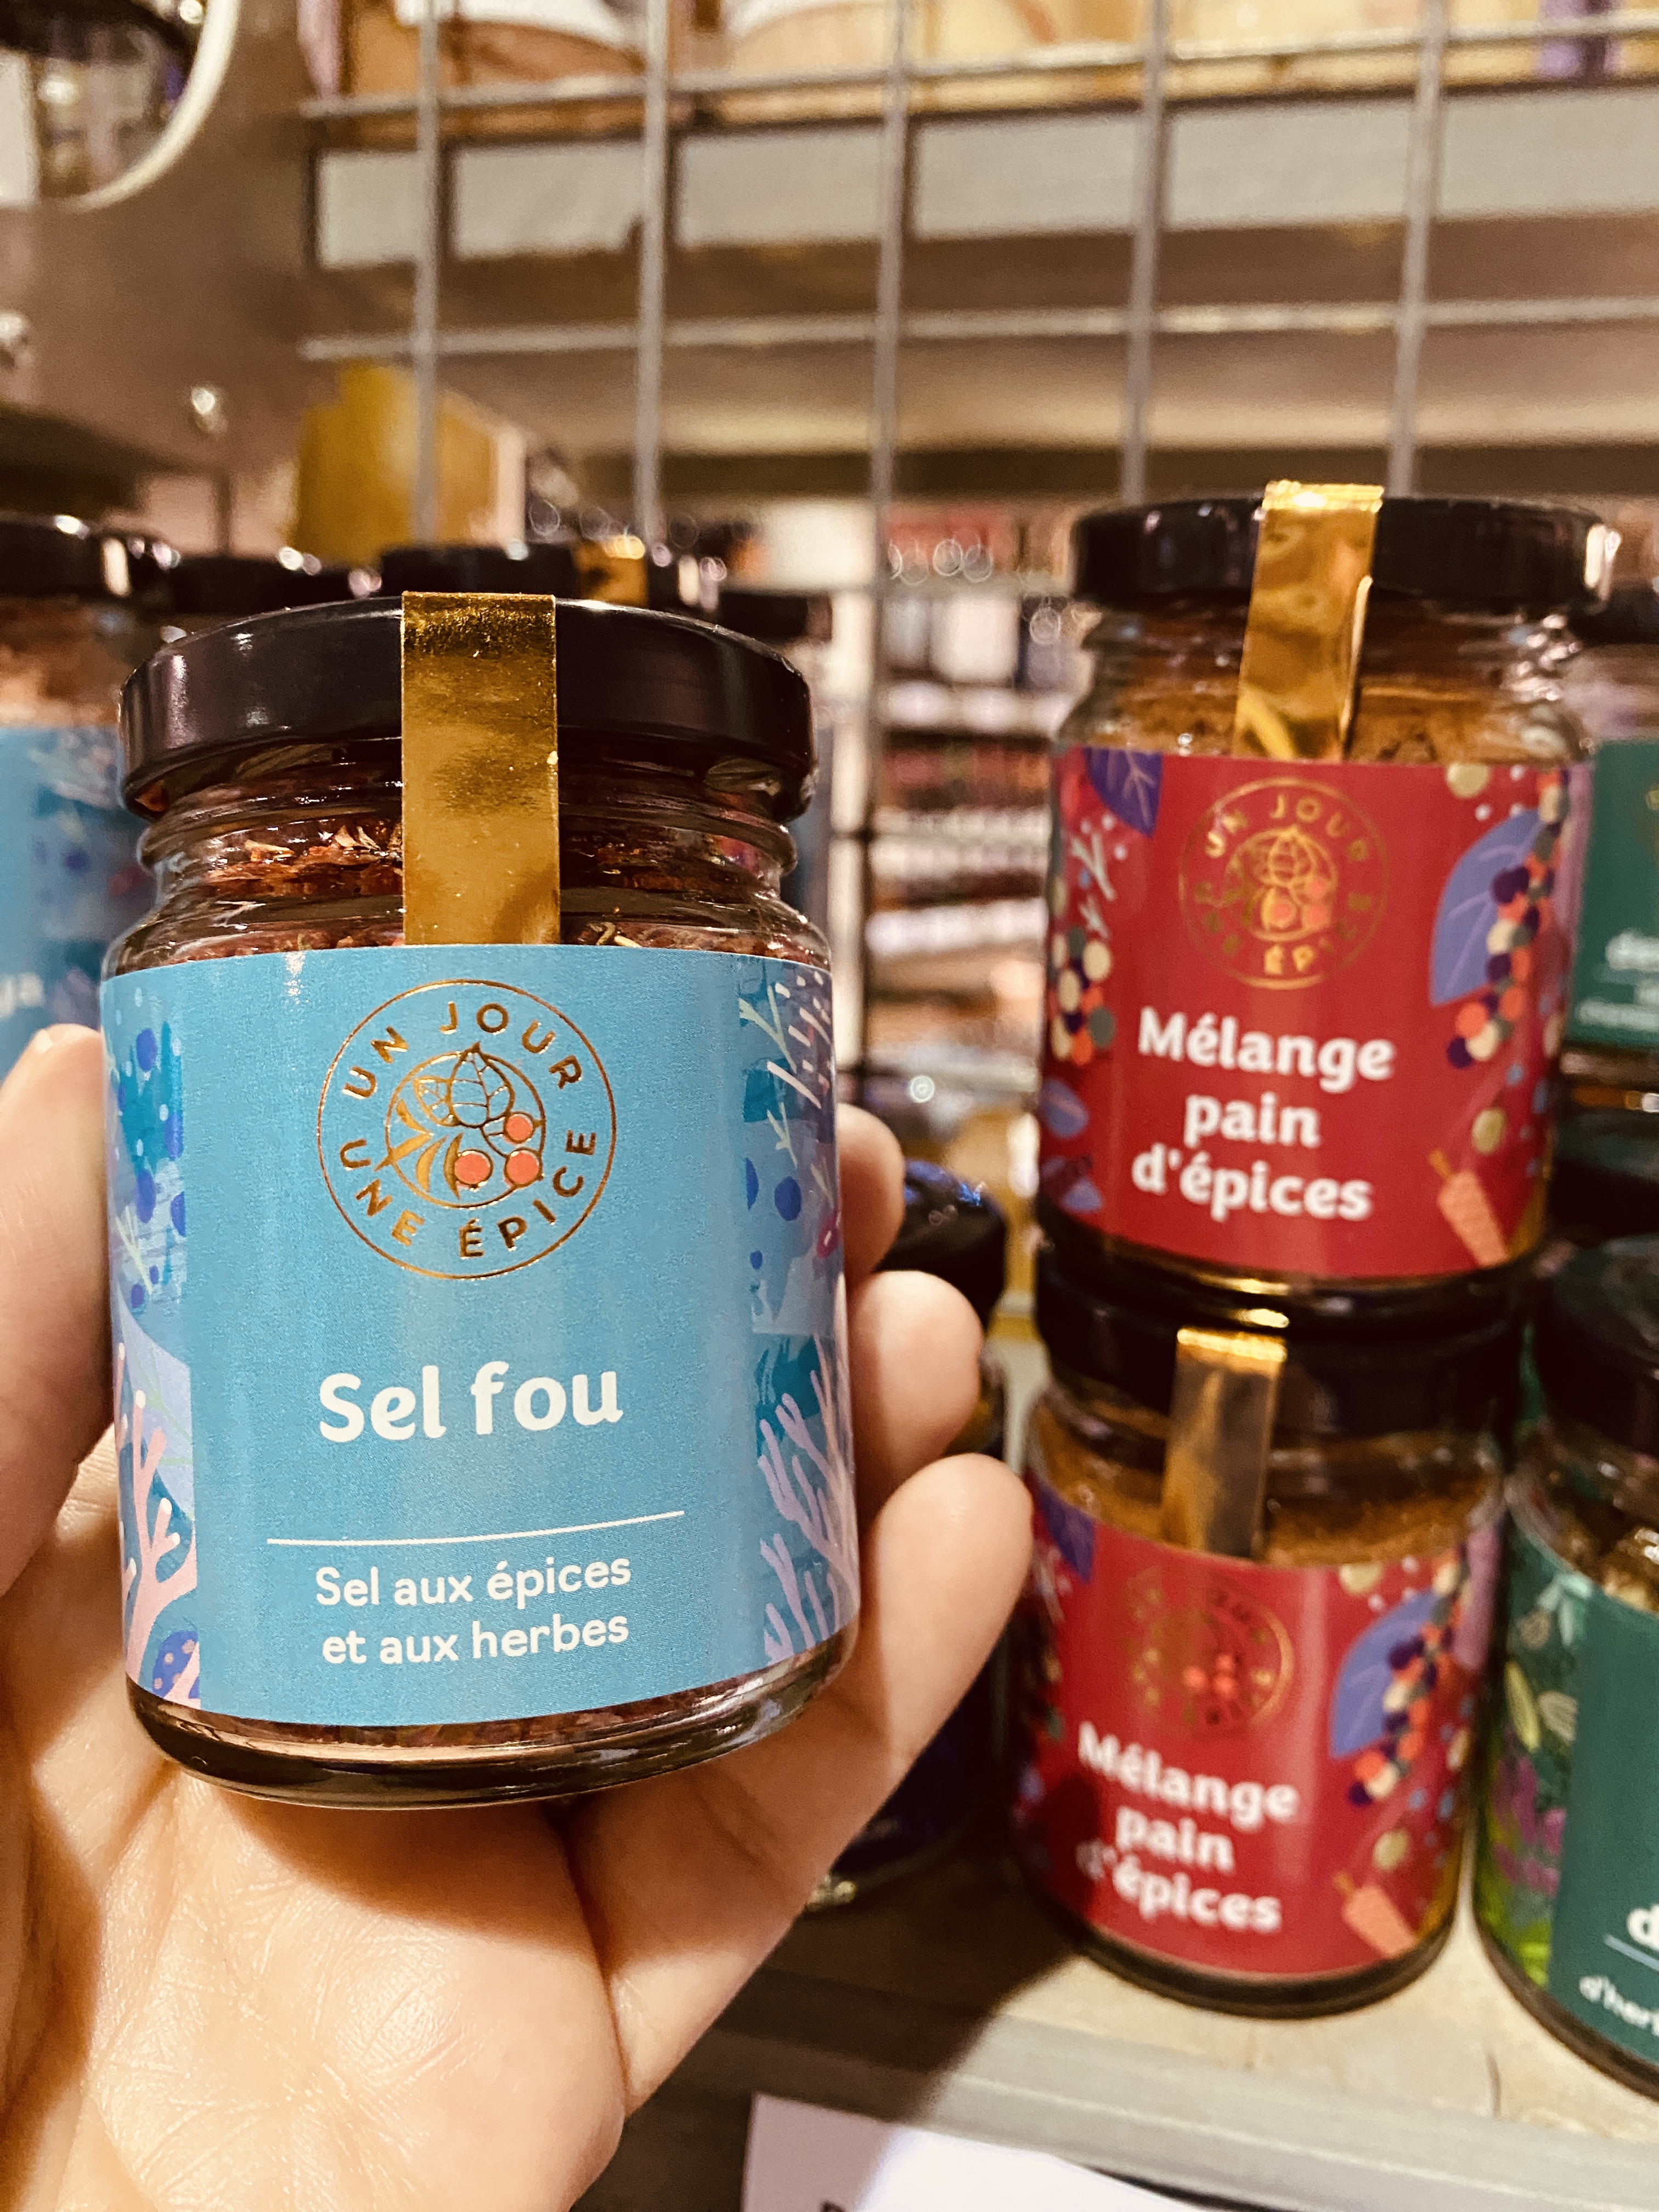 UN JOUR
UNE ÉPICE
Sel fou
Sel aux épices
et aux herbes
UN JOUR
UNE ÉPICE
Mélange
pain
d'épices
Mélange
pain
d'épices